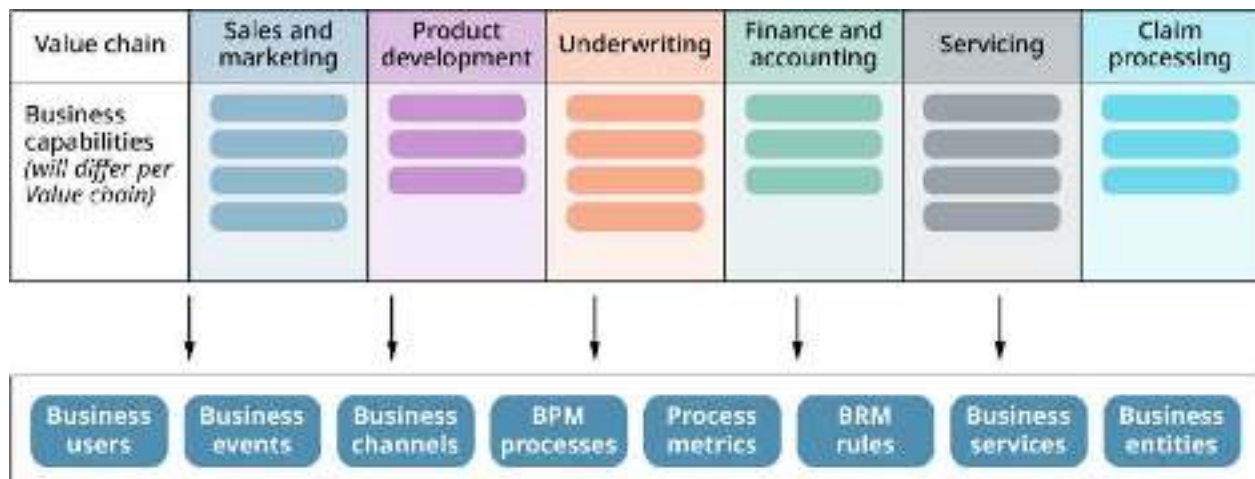 Value chain
Sales and
marketing
Product
development
Underwriting
Finance and
accounting
Servicing
Claim
processing
Business
capabilities
(will differ per
Value chain)
Business
users
Business
events
Business
channels
BPM
processes
Process
metrics
BRM
rules
Business
services
Business
entities